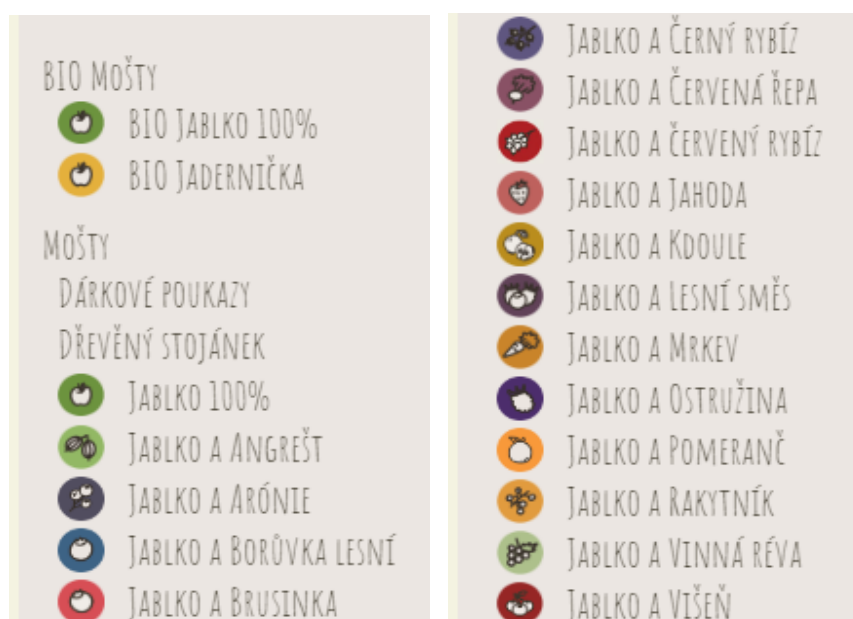 BIO Mošty
BIO Jablko 100%
BIO Jadernička
Mošty
Dárkové poukazy
Dřevěný stojánek
Jablko 100%
Jablko a Angrešt
Jablko a Arónie
Jablko a Borůvka lesní
Jablko a Brusinka
Jablko a Černý rybíz
Jablko a Červená řepa
Jablko a červený rybíz
Jablko a Jahoda
Jablko a Kdoule
Jablko a Lesní směs
Jablko a Mrkev
Jablko a Ostružina
Jablko a Pomeranč
Jablko a Rakytník
Jablko a Vinná réva
Jablko a Višeň